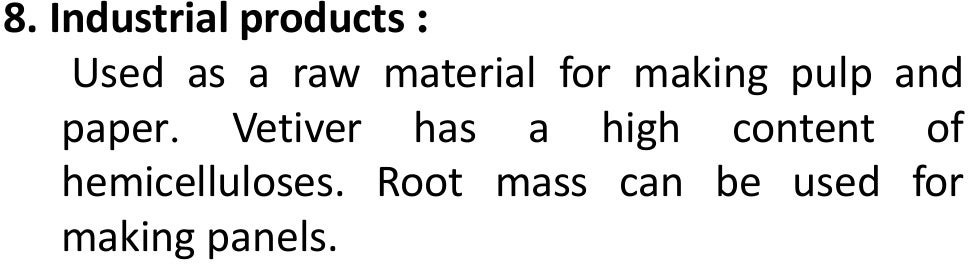 8. Industrial products :
Used as a raw material for making pulp and
paper. Vetiver has a high content of
hemicelluloses. Root mass can be used for
making panels.